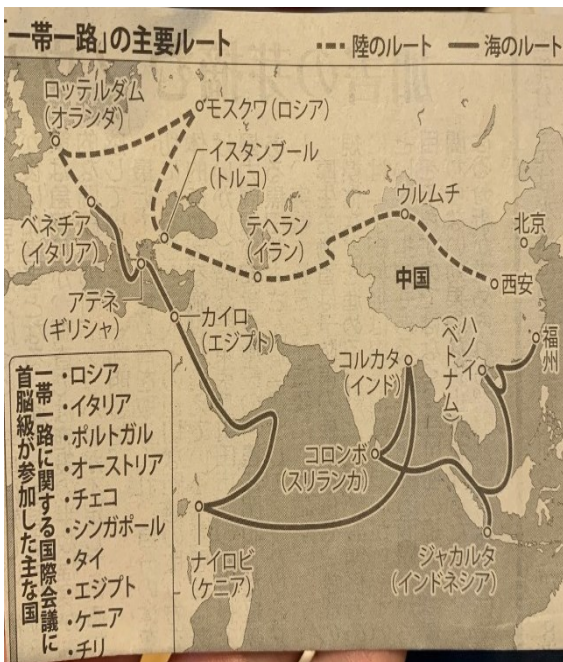 「一帯一路」の主要ルート
陸のルート
海のルート
ロッテルダム
(オランダ)
モスクワ(ロシア)
イスタンブール
(トルコ)
ウルムチ
ベネチア
(イタリア)
テヘラン
(イラン)
北京
中国
西安
アテネ
(ギリシャ)
カイロ
(エジプト)
コルカタ
(インド)
ハノイ
(ベトナム)
福州
コロンボ
(スリランカ)
ナイロビ
(ケニア)
ジャカルタ
(インドネシア)
一帯一路に関する国際会議に
首脳級が参加した主な国
・ロシア
・イタリア
・ポルトガル
・オーストリア
・チェコ
・シンガポール
・タイ
・エジプト
・ケニア
・チリ